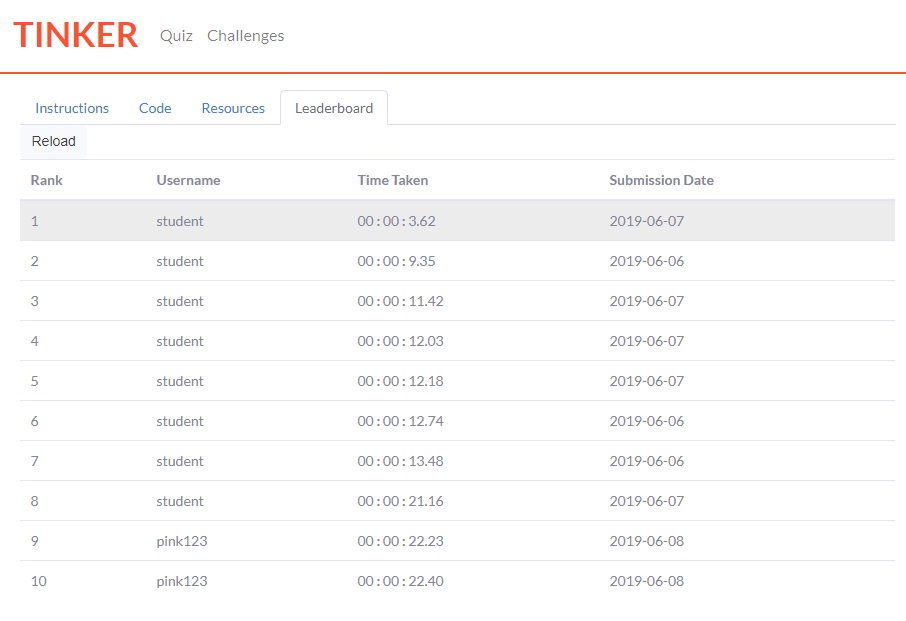 TINKER Quiz Challenges
Instructions Code Resources Leaderboard
Reload
Rank Username Time Taken Submission Date
1 student 00 : 00 : 3.62 2019-06-07
2 student 00 : 00 : 9.35 2019-06-06
3 student 00 : 00 : 11.42 2019-06-07
4 student 00 : 00 : 12.03 2019-06-07
5 student 00 : 00 : 12.18 2019-06-07
6 student 00 : 00 : 12.74 2019-06-06
7 student 00 : 00 : 13.48 2019-06-06
8 student 00 : 00 : 21.16 2019-06-07
9 pink123 00 : 00 : 22.23 2019-06-08
10 pink123 00 : 00 : 22.40 2019-06-08